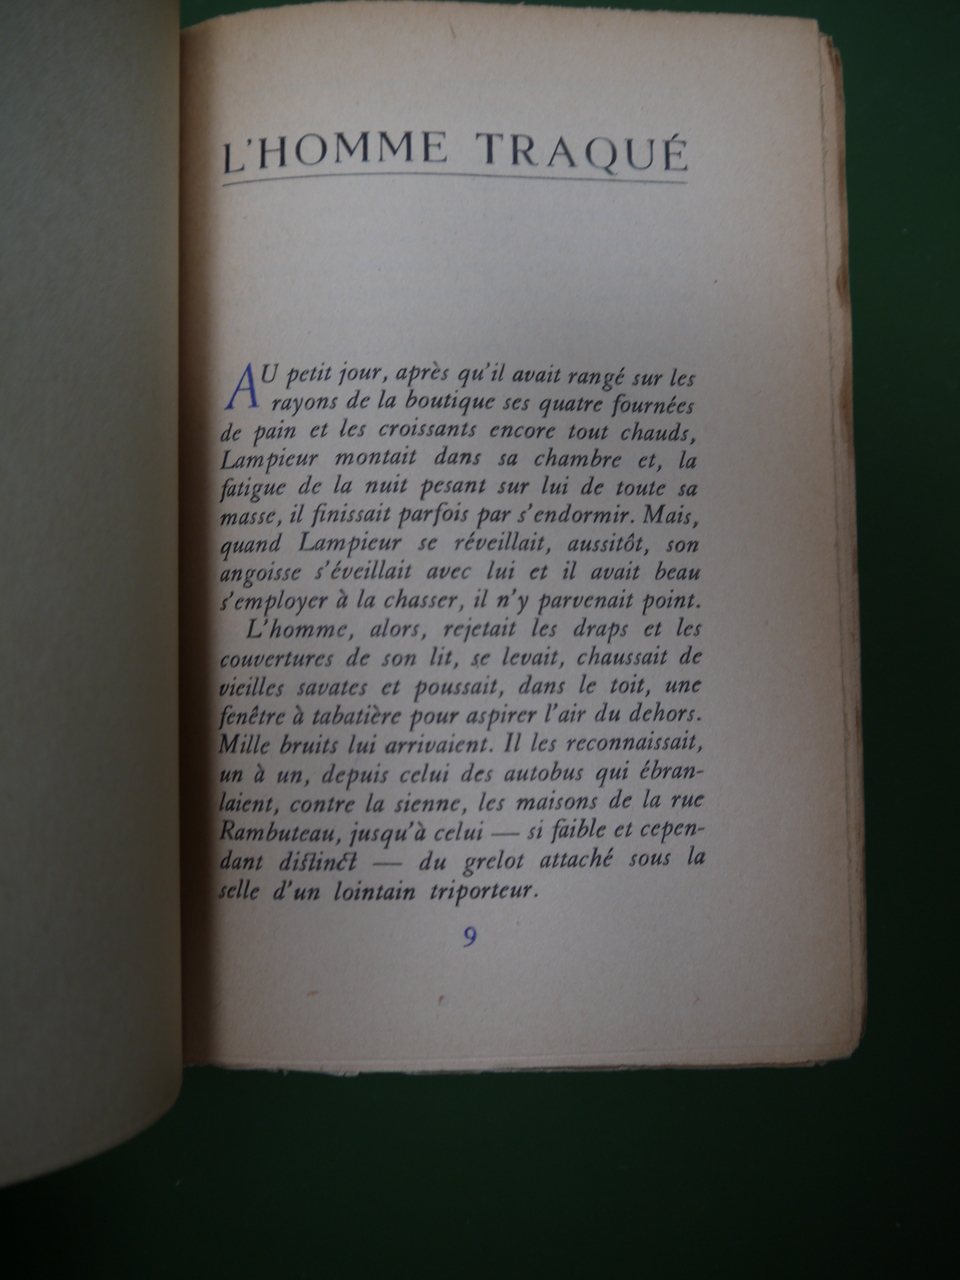 L'HOMME TRAQUÉ
AU petit jour, après qu'il avait rangé sur les
rayons de la boutique ses quatre fournées
de pain et les croissants encore tout chauds,
Lampieur montait dans sa chambre et, la
fatigue de la nuit pesant sur lui de toute sa
masse, il finissait parfois par s'endormir. Mais,
quand Lampieur se réveillait, aussitôt, son
angoisse s'éveillait avec lui et il avait beau
s'employer à la chasser, il n'y parvenait point.
L'homme, alors, rejetait les draps et les
couvertures de son lit, se levait, chaussait de
vieilles savates et poussait, dans le toit, une
fenêtre à tabatière pour aspirer l'air du dehors.
Mille bruits lui arrivaient. Il les reconnaissait,
un à un, depuis celui des autobus qui ébran-
laient, contre la sienne, les maisons de la rue
Rambuteau, jusqu'à celui — si faible et cepen-
dant distinct — du grelot attaché sous la
selle d'un lointain triporteur.
9